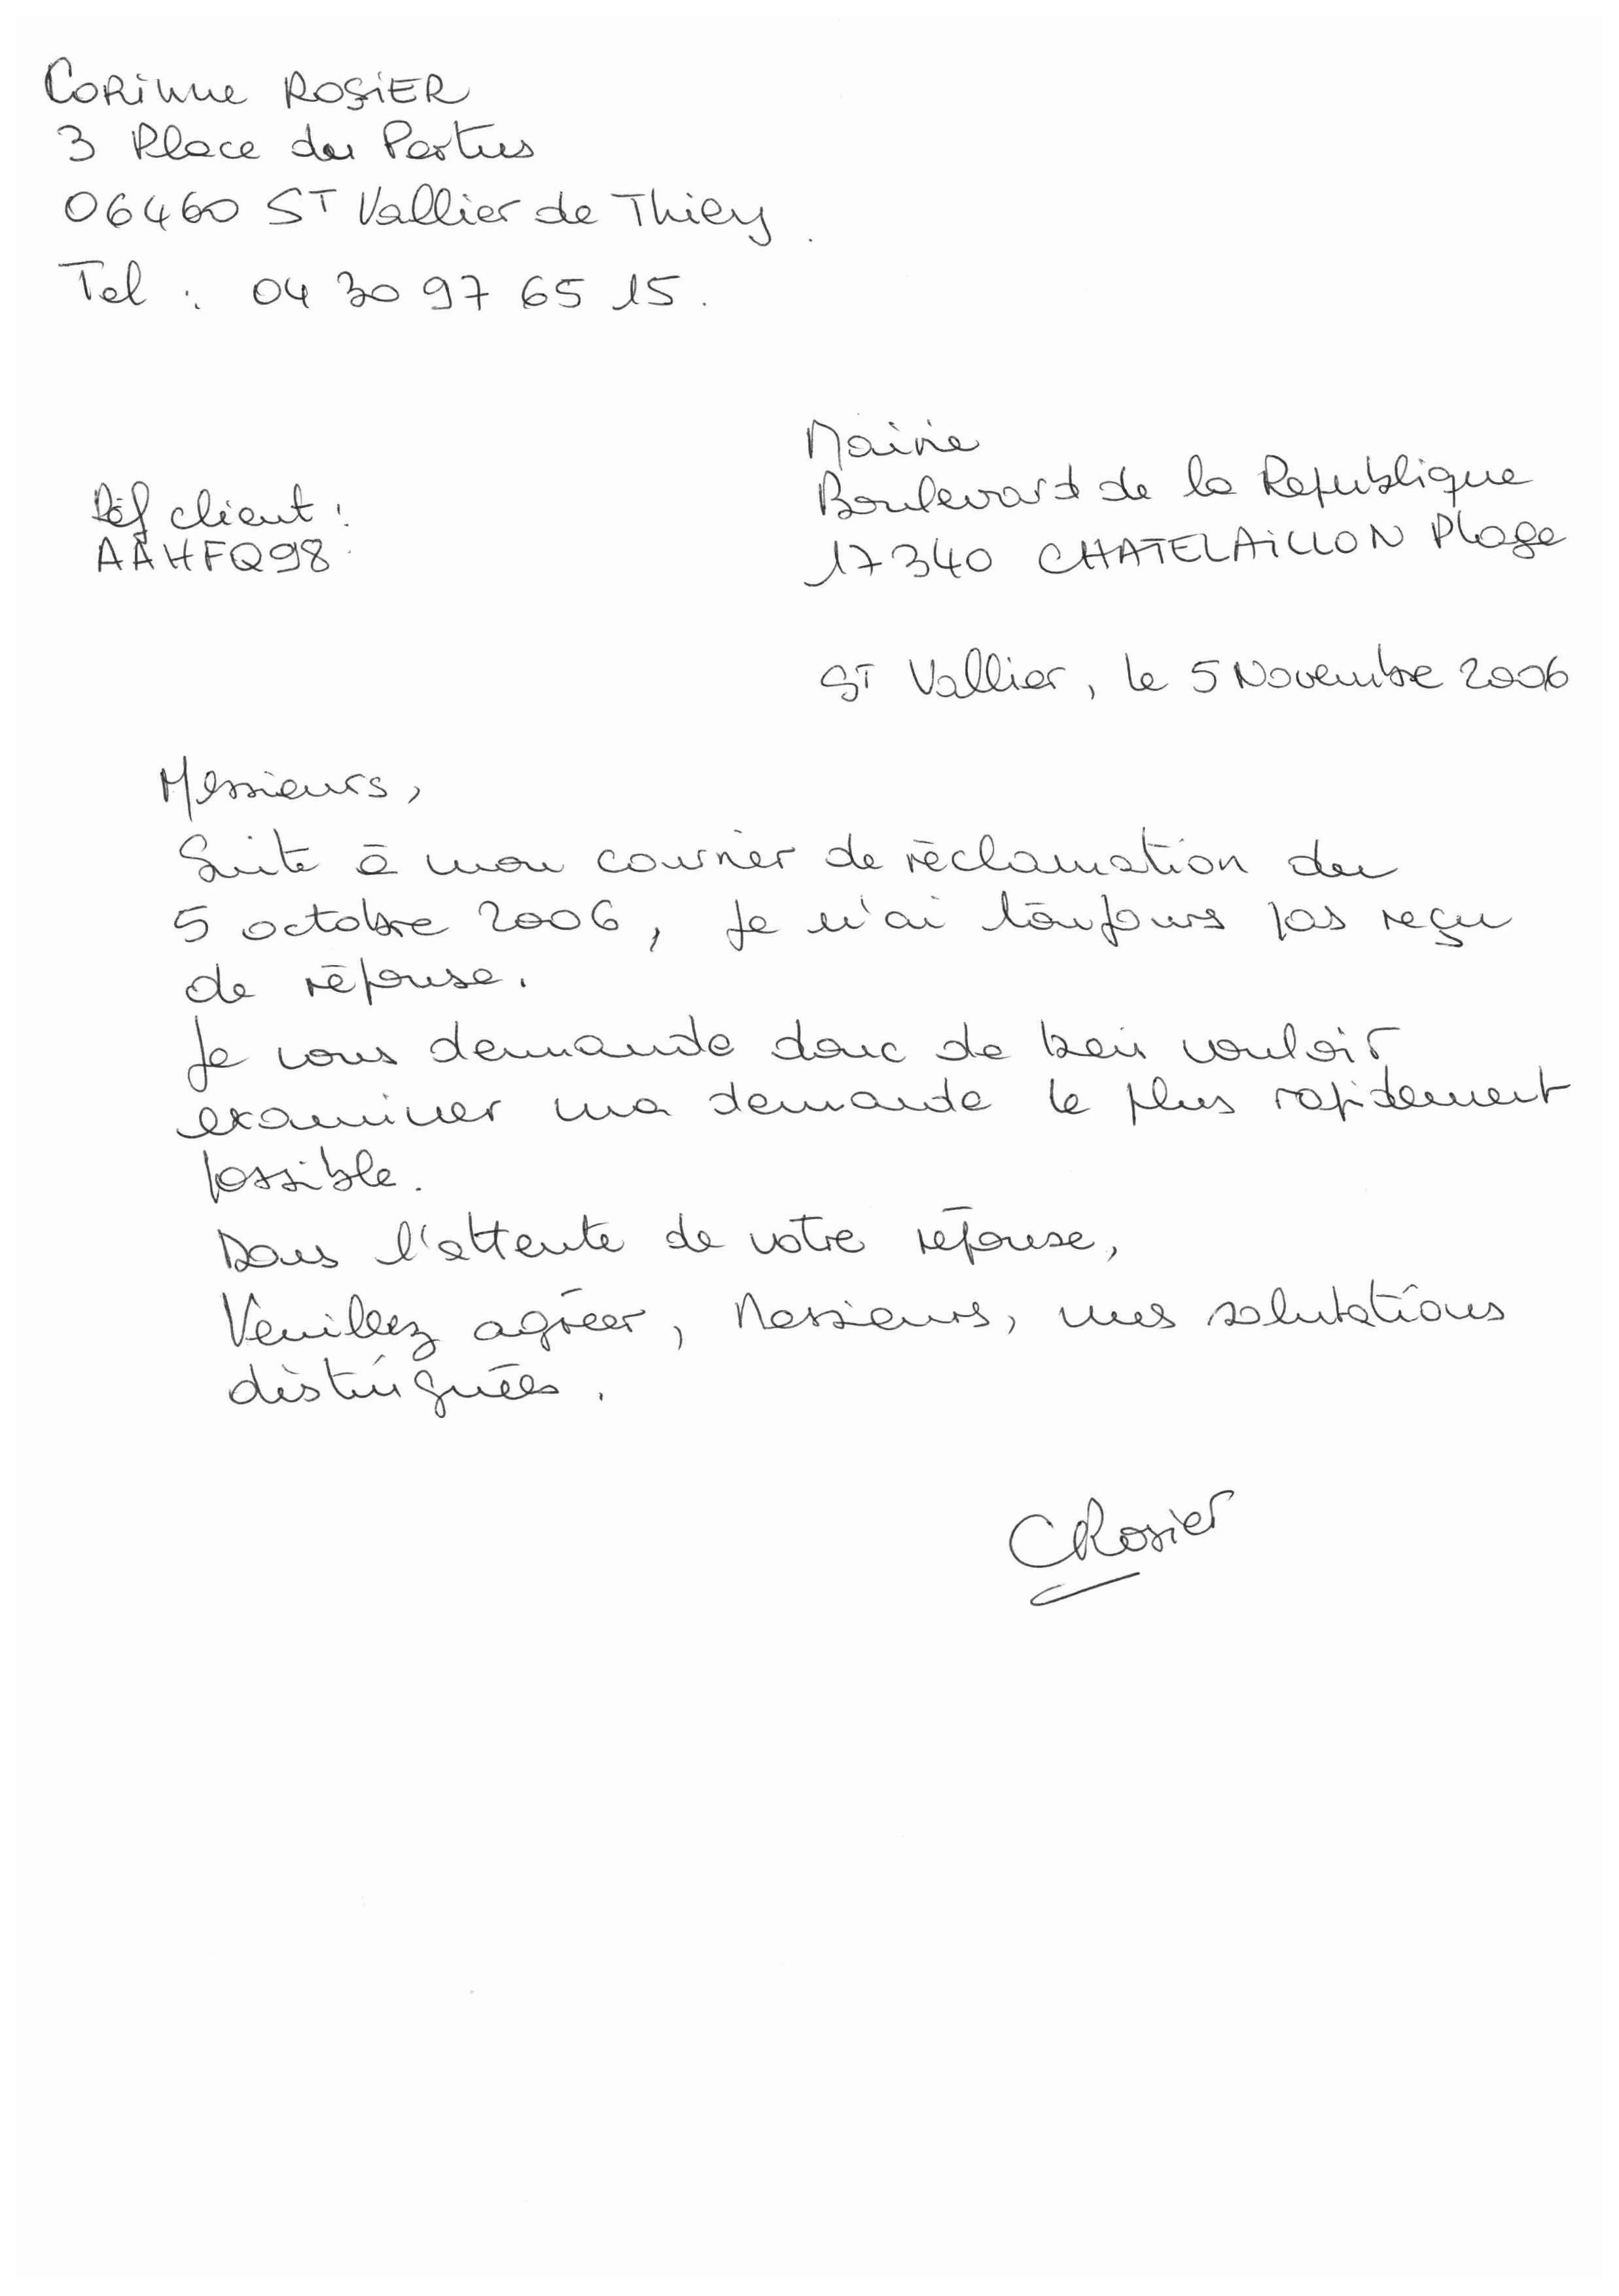 Corinne ROSIER
3 Place du Pertus
06460 ST Vallier de Thiey.
Tel : 04 30 97 65 15.
Mairie
Boulevard de la Republique
17340 CHATELAILLON Plage
Réf client :
AAHFQ98
ST Vallier, le 5 Novembre 2006
Messieurs,
Suite à mon courrier de réclamation du
5 octobre 2006, je n'ai toujours pas reçu
de réponse.
Je vous demande donc de bien vouloir
examiner ma demande le plus rapidement
possible.
Dans l'attente de votre réponse,
Veuillez agréer, Messieurs, mes salutations
distinguées.
CRosier